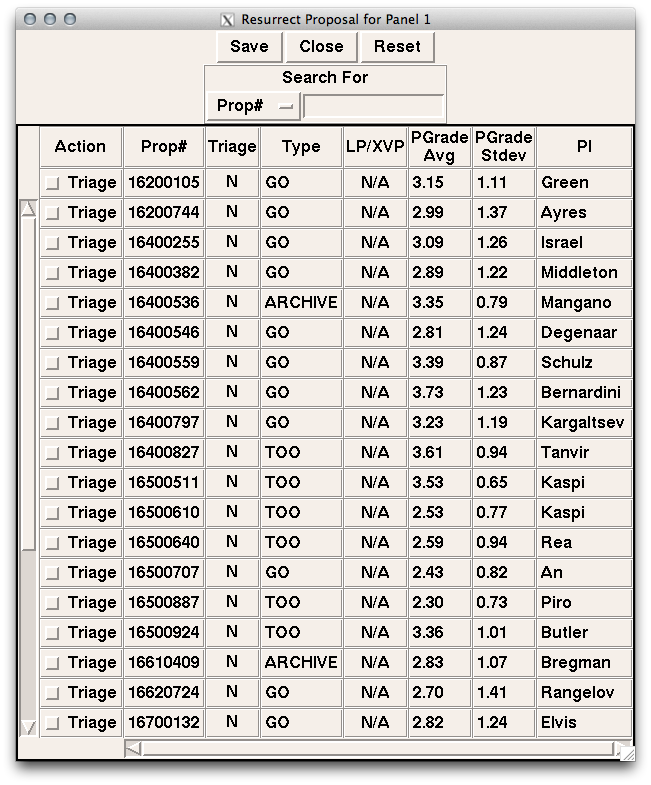 Resurrect Proposal for Panel 1
Save Close Reset
Search For
Prop#
Action Prop# Triage Type LP/XVP PGrade Avg PGrade Stdev PI
Triage 16200105 N GO N/A 3.15 1.11 Green
Triage 16200744 N GO N/A 2.99 1.37 Ayres
Triage 16400255 N GO N/A 3.09 1.26 Israel
Triage 16400382 N GO N/A 2.89 1.22 Middleton
Triage 16400536 N ARCHIVE N/A 3.35 0.79 Mangano
Triage 16400546 N GO N/A 2.81 1.24 Degenaar
Triage 16400559 N GO N/A 3.39 0.87 Schulz
Triage 16400562 N GO N/A 3.73 1.23 Bernardini
Triage 16400797 N GO N/A 3.23 1.19 Kargaltsev
Triage 16400827 N TOO N/A 3.61 0.94 Tanvir
Triage 16500511 N TOO N/A 3.53 0.65 Kaspi
Triage 16500610 N TOO N/A 2.53 0.77 Kaspi
Triage 16500640 N TOO N/A 2.59 0.94 Rea
Triage 16500707 N GO N/A 2.43 0.82 An
Triage 16500887 N TOO N/A 2.30 0.73 Piro
Triage 16500924 N TOO N/A 3.36 1.01 Butler
Triage 16610409 N ARCHIVE N/A 2.83 1.07 Bregman
Triage 16620724 N GO N/A 2.70 1.41 Rangelov
Triage 16700132 N GO N/A 2.82 1.24 Elvis